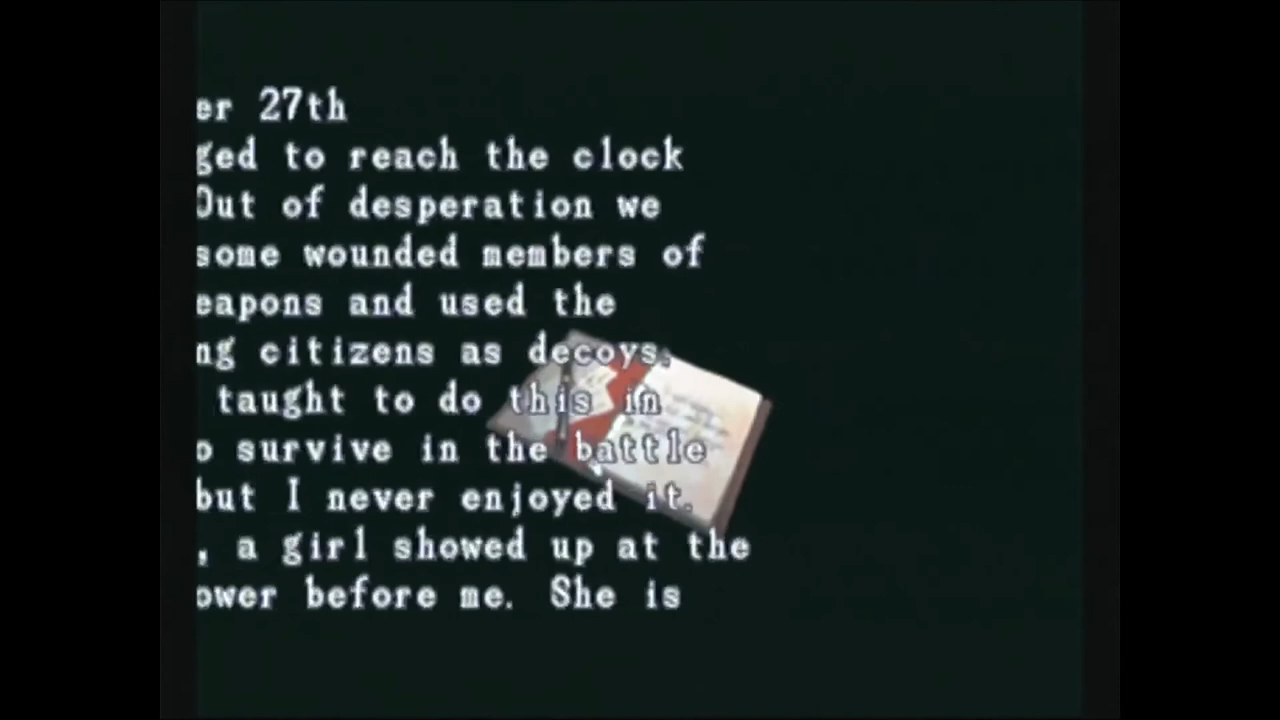 er 27th
ged to reach the clock
Out of desperation we
some wounded members of
eapons and used the
ng citizens as decoys.
taught to do this in
o survive in the battle
but I never enjoyed it.
, a girl showed up at the
ower before me. She is